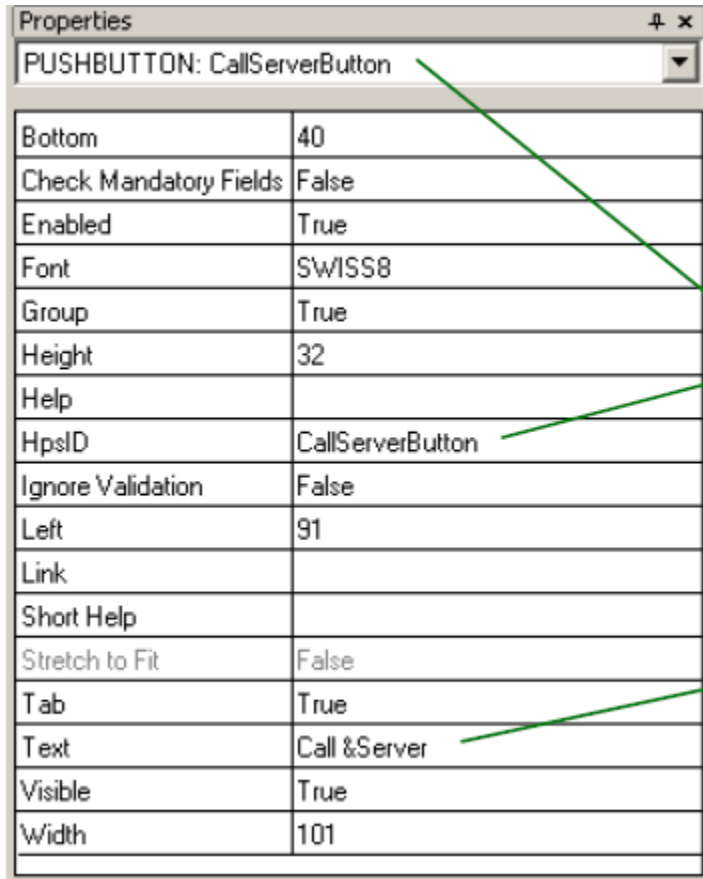 Properties
PUSHBUTTON: CallServerButton
Bottom 40
Check Mandatory Fields False
Enabled True
Font SWISS8
Group True
Height 32
Help
HpsID CallServerButton
Ignore Validation False
Left 91
Link
Short Help
Stretch to Fit False
Tab True
Text Call &Server
Visible True
Width 101